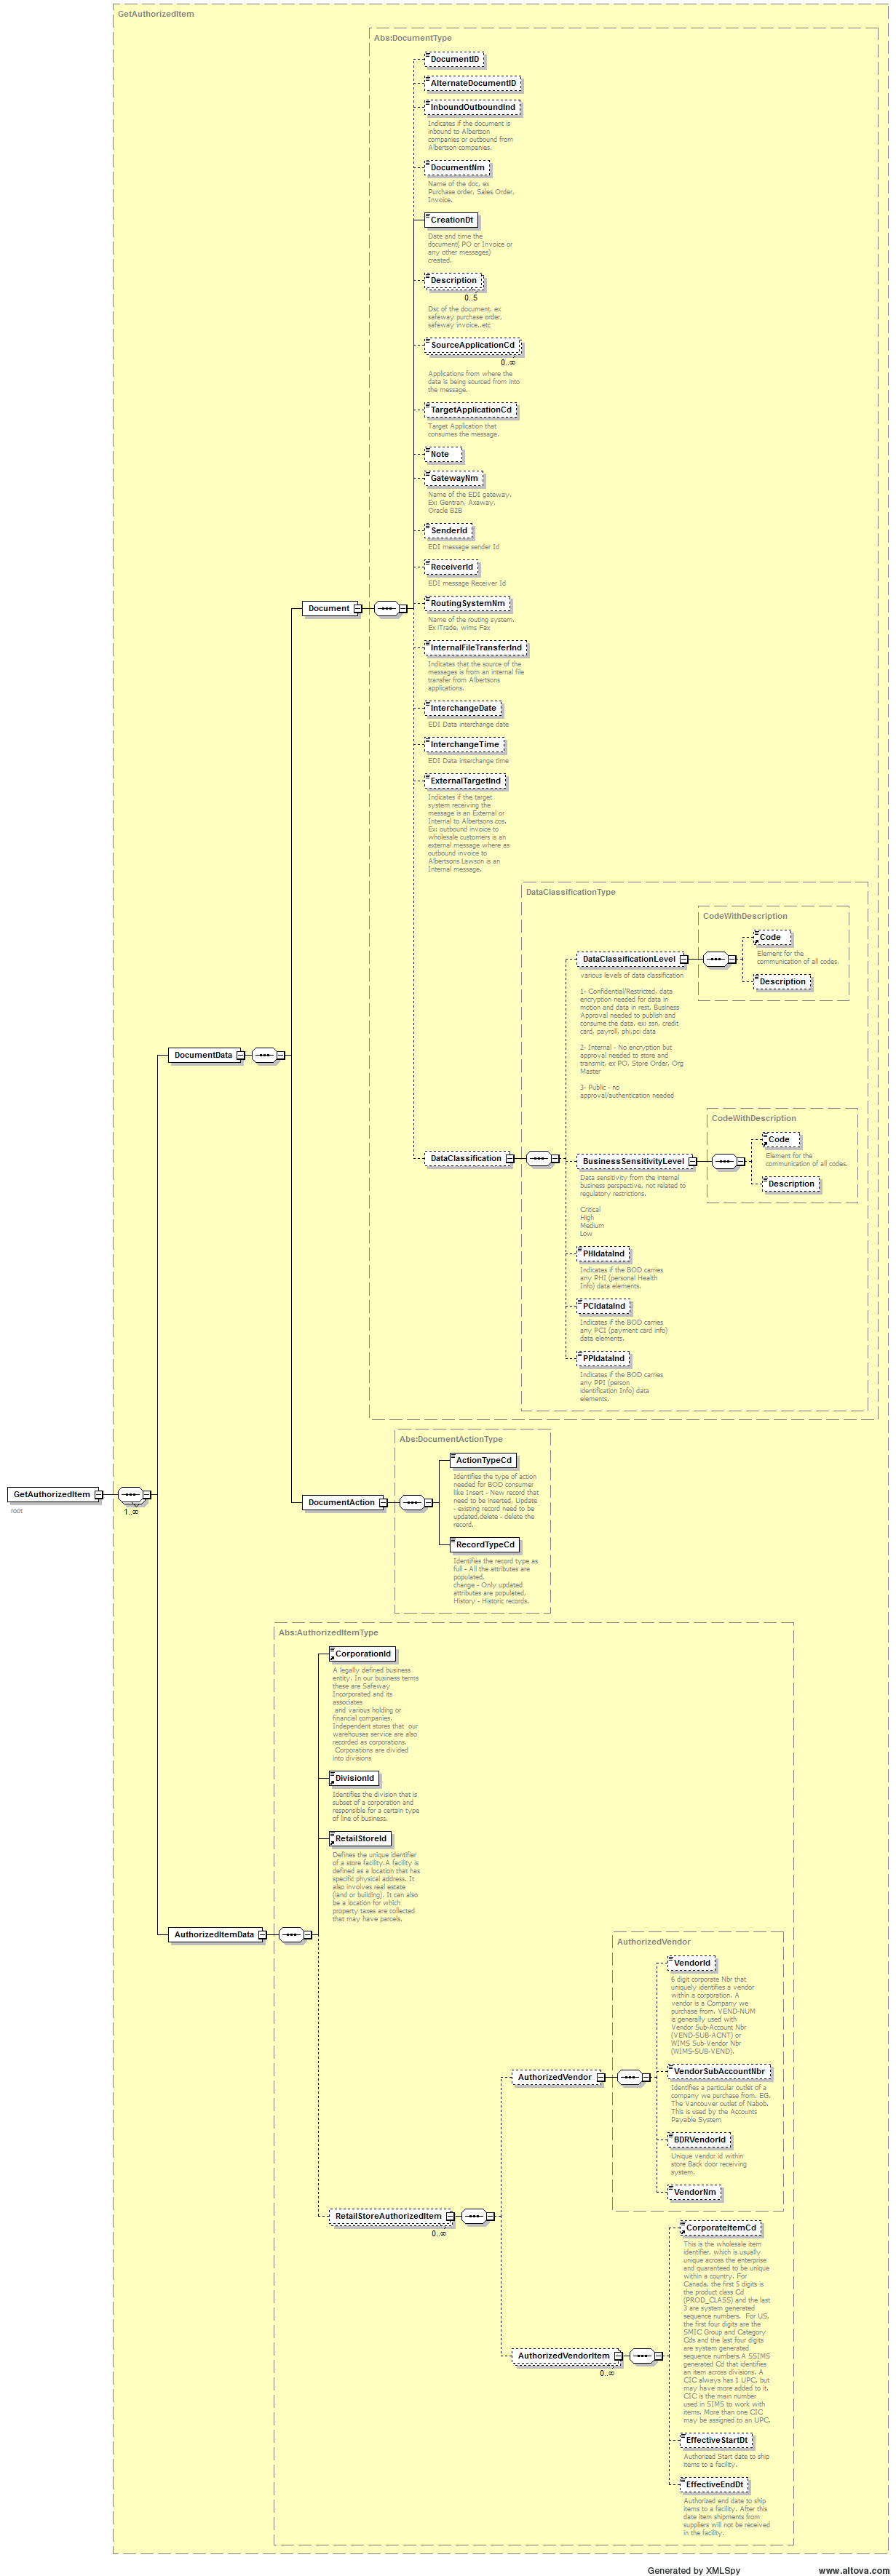 GetAuthorizedItem
Abs:DocumentType
DocumentID
AlternateDocumentID
InboundOutboundInd
Indicates if the document is
inbound to Albertson
companies or outbound from
Albertson companies.
DocumentNm
Name of the doc, ex
Purchase order, Sales Order,
Invoice.
CreationDt
Date and time the
document( PO or Invoice or
any other messages)
created.
Description
0..5
Dsc of the document, ex
safeway purchase order,
safeway invoice..etc
SourceApplicationCd
0..∞
Applications from where the
data is being sourced from into
the message.
TargetApplicationCd
Target Application that
consumes the message.
Note
GatewayNm
Name of the EDI gateway.
Ex: Gentran, Axaway,
Oracle B2B
SenderId
EDI message sender Id
ReceiverId
EDI message Receiver Id
Document
RoutingSystemNm
Name of the routing system.
Ex iTrade, wims Fax
InternalFileTransferInd
Indicates that the source of the
messages is from an internal file
transfer from Albertsons
applications.
InterchangeDate
EDI Data interchange date
InterchangeTime
EDI Data interchange time
ExternalTargetInd
Indicates if the target
system receiving the
message is an External or
Internal to Albertsons cos.
Ex: outbound invoice to
wholesale customers is an
external message where as
outbound invoice to
Albertsons Lawson is an
Internal message.
DataClassificationType
CodeWithDescription
Code
Element for the
communication of all codes.
Description
DataClassificationLevel
various levels of data classification
1- Confidential/Restricted, data
encryption needed for data in
motion and data in rest, Business
Approval needed to publish and
consume the data, ex: ssn, credit
card, payroll, phi,pci data
2- Internal - No encryption but
approval needed to store and
transmit, ex PO, Store Order, Org
Master
3- Public - no
approval/authentication needed
DocumentData
CodeWithDescription
Code
Element for the
communication of all codes.
Description
DataClassification
BusinessSensitivityLevel
Data sensitivity from the internal
business perspective, not related to
regulatory restrictions.
Critical
High
Medium
Low
PHIdataInd
Indicates if the BOD carries
any PHI (personal Health
Info) data elements.
PCIdataInd
Indicates if the BOD carries
any PCI (payment card info)
data elements.
PPIdataInd
Indicates if the BOD carries
any PPI (person
identification Info) data
elements.
Abs:DocumentActionType
ActionTypeCd
Identifies the type of action
needed for BOD consumer
like Insert - New record that
need to be inserted, Update
- existing record need to be
updated,delete - delete the
record.
GetAuthorizedItem
root
1..∞
DocumentAction
RecordTypeCd
Identifies the record type as
full - All the attributes are
populated.
change - Only updated
attributes are populated.
History - Historic records.
Abs:AuthorizedItemType
CorporationId
A legally defined business
entity. In our business terms
these are Safeway
Incorporated and its
associates
and various holding or
financial companies.
Independent stores that our
warehouses service are also
recorded as corporations.
Corporations are divided
into divisions
DivisionId
Identifies the division that is
subset of a corporation and
responsible for a certain type
of line of business.
RetailStoreId
Defines the unique identifier
of a store facility.A facility is
defined as a location that has
specific physical address. It
also involves real estate
(land or building). It can also
be a location for which
property taxes are collected
that may have parcels.
AuthorizedItemData
AuthorizedVendor
VendorId
6 digit corporate Nbr that
uniquely identifies a vendor
within a corporation. A
vendor is a Company we
purchase from. VEND-NUM
is generally used with
Vendor Sub-Account Nbr
(VEND-SUB-ACNT) or
WIMS Sub-Vendor Nbr
(WIMS-SUB-VEND).
AuthorizedVendor
VendorSubAccountNbr
Identifies a particular outlet of a
company we purchase from. EG.
The Vancouver outlet of Nabob.
This is used by the Accounts
Payable System
BDRVendorId
Unique vendor id within
store Back door receiving
system.
VendorNm
RetailStoreAuthorizedItem
0..∞
CorporateItemCd
This is the wholesale item
identifier, which is usually
unique across the enterprise
and quaranteed to be unique
within a country. For
Canada, the first 5 digits is
the product class Cd
(PROD_CLASS) and the last
3 are system generated
sequence numbers. For US,
the first four digits are the
SMIC Group and Category
Cds and the last four digits
are system generated
sequence numbers.A SSIMS
generated Cd that identifies
an item across divisions. A
CIC always has 1 UPC, but
may have more added to it.
CIC is the main number
used in SIMS to work with
items. More than one CIC
may be assigned to an UPC.
AuthorizedVendorItem
0..∞
EffectiveStartDt
Authorized Start date to ship
items to a facility.
EffectiveEndDt
Authorized end date to ship
items to a facility. After this
date item shipments from
suppliers will not be received
in the facility.
Generated by XMLSpy
www.altova.com